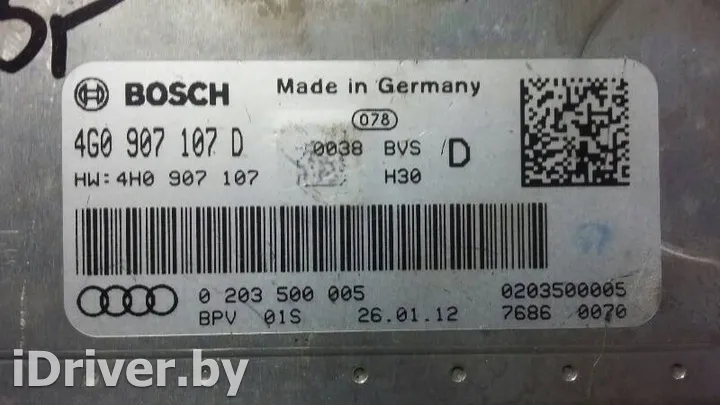 BOSCH
Made in Germany
078
4G0 907 107 D
0038 BVS /D
HW:4H0 907 107
H30
0 203 500 005
0203500005
BPV 01S
26.01.12
7686 0070
iDriver.by